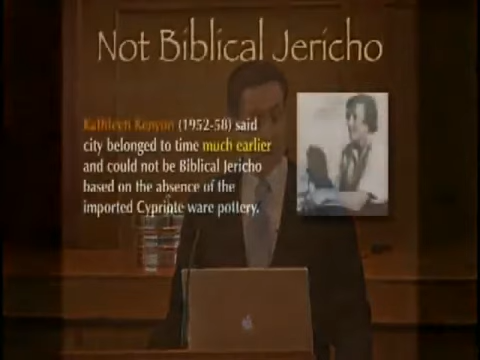 Not Biblical Jericho
Kathleen Kenyon (1952-58) said
city belonged to time much earlier
and could not be Biblical Jericho
based on the absence of the
imported Cypriote ware pottery.